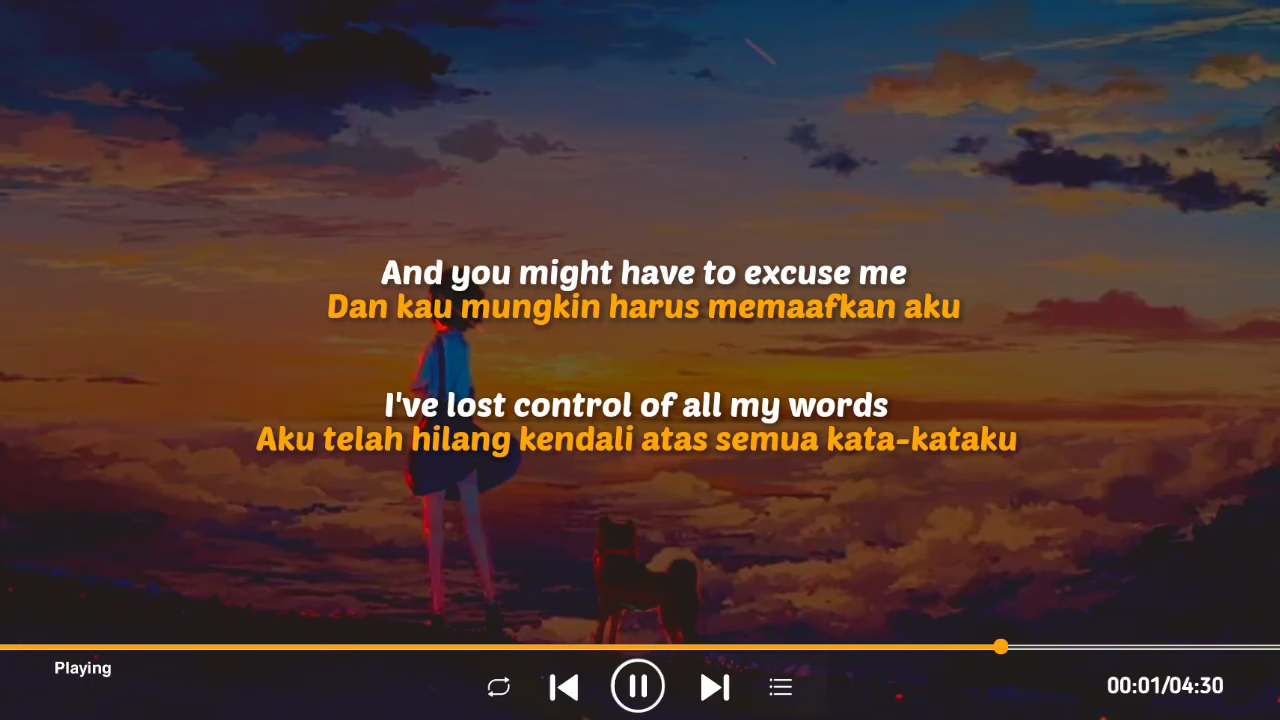 And you might have to excuse me
Dan kau mungkin harus memaafkan aku
I've lost control of all my words
Aku telah hilang kendali atas semua kata-kataku
Playing
00:01/04:30